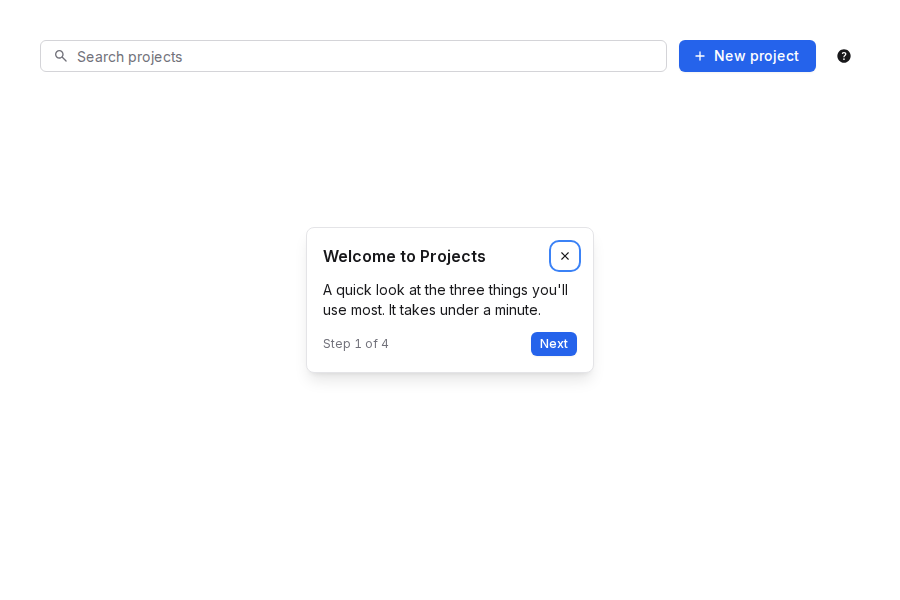 Search projects
New project
Welcome to Projects
A quick look at the three things you'll
use most. It takes under a minute.
Step 1 of 4
Next